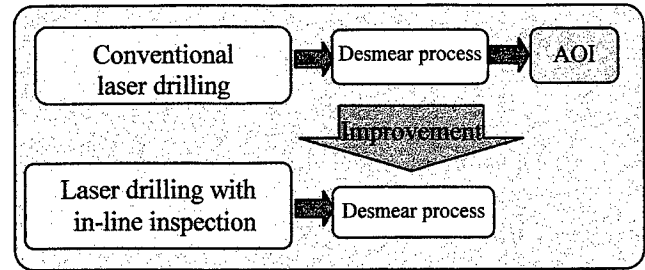 Conventional
laser drilling
Desmear process
AOI
Improvement
Laser drilling with
in-line inspection
Desmear process